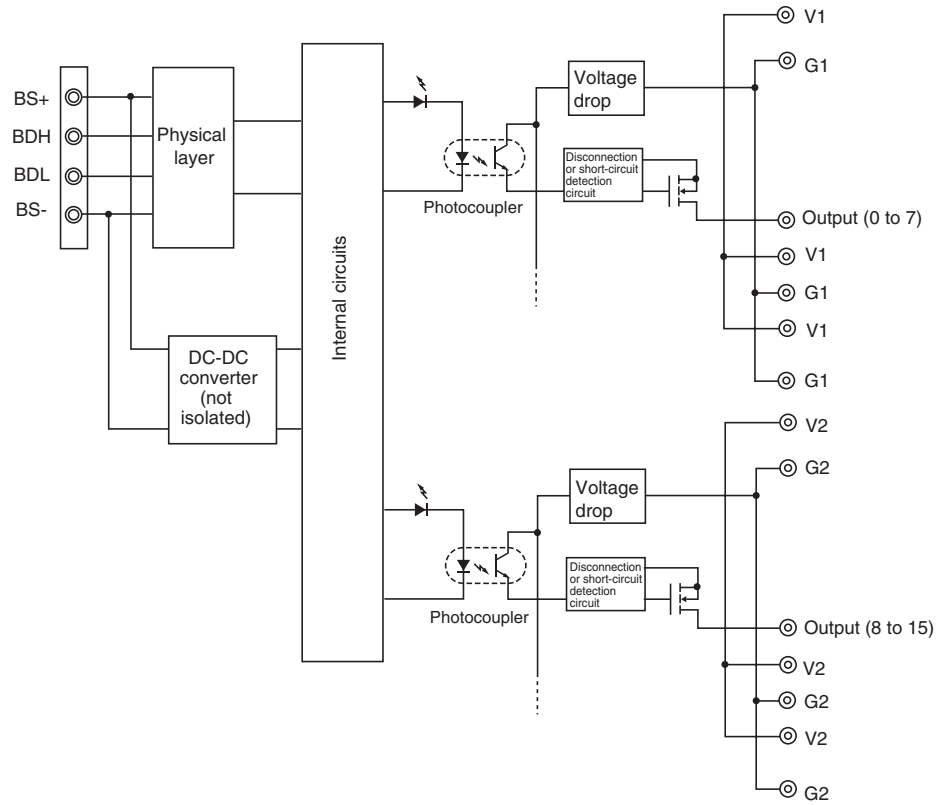 BS+
BDH
BDL
BS-
Physical
layer
DC-DC
converter
(not
isolated)
Internal circuits
Photocoupler
Voltage
drop
Disconnection
or short-circuit
detection
circuit
V1
G1
Output (0 to 7)
V1
G1
V1
G1
Photocoupler
Voltage
drop
Disconnection
or short-circuit
detection
circuit
V2
G2
Output (8 to 15)
V2
G2
V2
G2